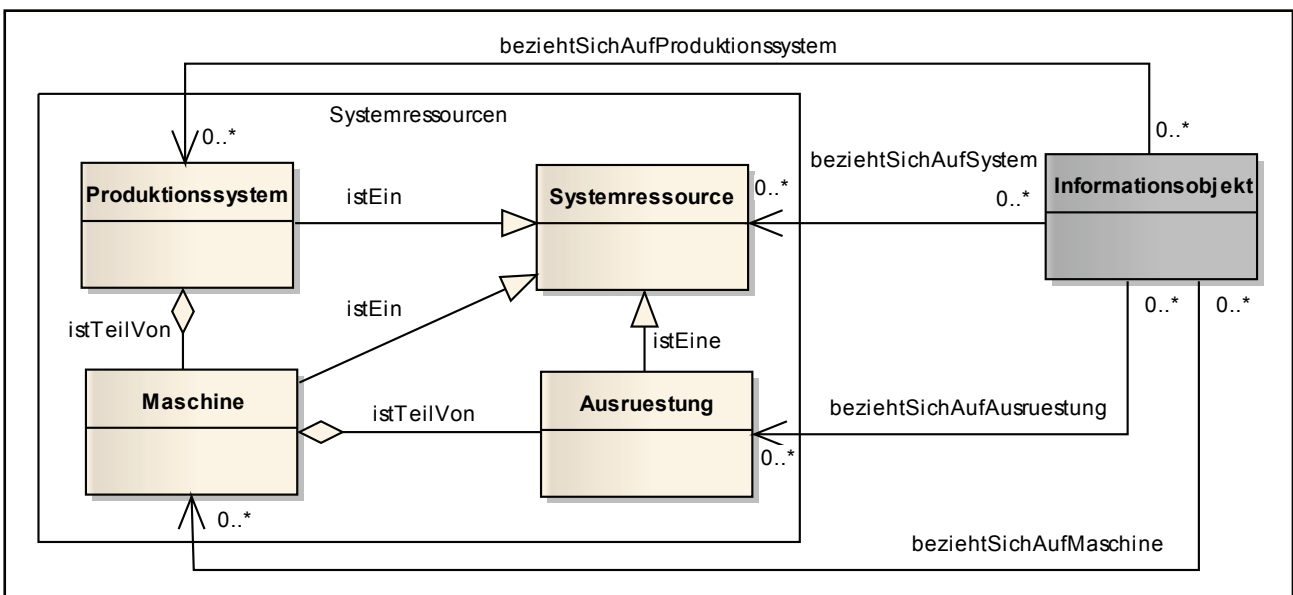 beziehtSichAufProduktionssystem
Systemressourcen
0..*
0..*
Produktionssystem
istEin
Systemressource
0..*
beziehtSichAufSystem
0..*
Informationsobjekt
istTeilVon
istEin
istEine
0..*
0..*
Maschine
istTeilVon
Ausruestung
beziehtSichAufAusruestung
0..*
0..*
beziehtSichAufMaschine